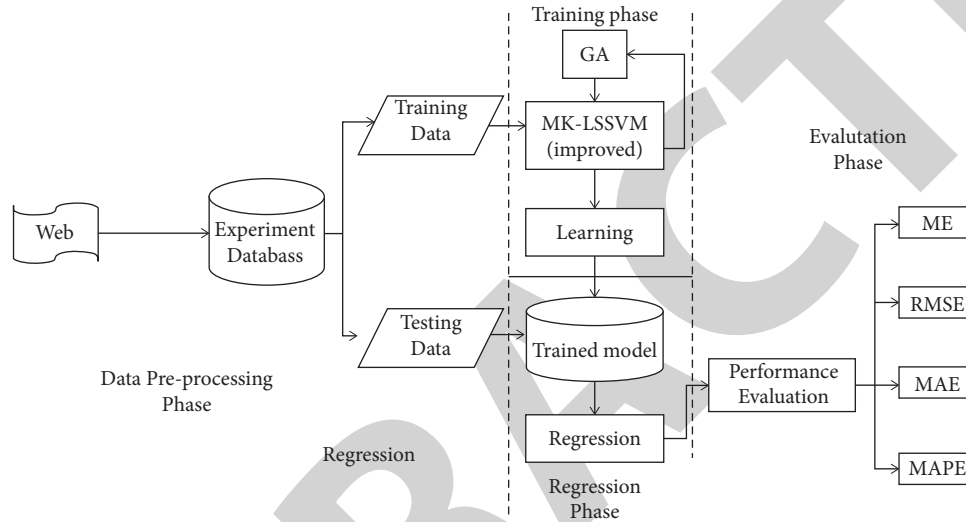 Training phase
GA
Training
Data
MK-LSSVM
(improved)
Evalutation
Phase
Web
Experiment
Databass
Learning
ME
RMSE
Testing
Data
Trained model
Data Pre-processing
Phase
Performance
Evaluation
MAE
Regression
Regression
MAPE
Regression
Phase